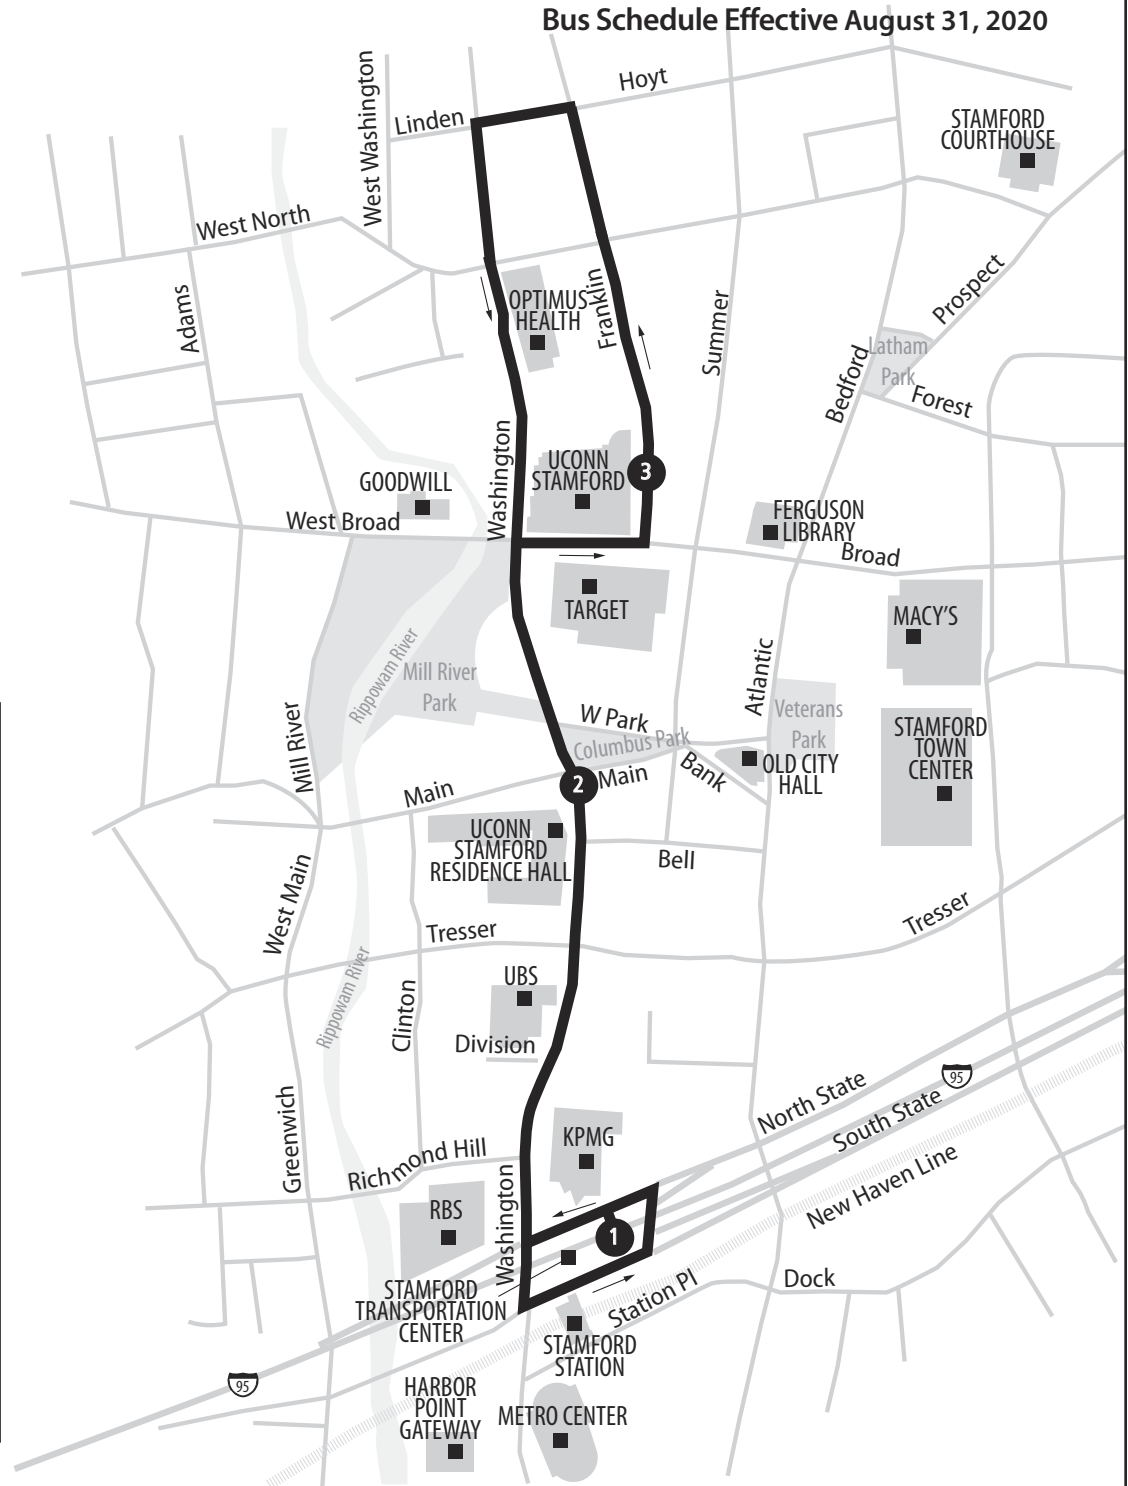 Bus Schedule Effective August 31, 2020
Hoyt
Linden
West Washington
STAMFORD
COURTHOUSE
West North
Adams
OPTIMUS
HEALTH
Franklin
Summer
Prospect
Latham
Park
Bedford
Forest
GOODWILL
Washington
UCONN
STAMFORD
3
West Broad
FERGUSON
LIBRARY
Broad
TARGET
MACY'S
Rippowam River
Mill River
Park
Atlantic
Veterans
Park
W Park
Columbus Park
STAMFORD
TOWN
CENTER
Mill River
Main
2
Main
Bank
OLD CITY
HALL
UCONN
STAMFORD
RESIDENCE HALL
Bell
West Main
Tresser
Tresser
Rippowam River
UBS
Clinton
Division
95
North State
South State
New Haven Line
Greenwich
KPMG
Richmond Hill
RBS
Washington
1
STAMFORD
TRANSPORTATION
CENTER
Station Pl
Dock
STAMFORD
STATION
95
HARBOR
POINT
GATEWAY
METRO CENTER